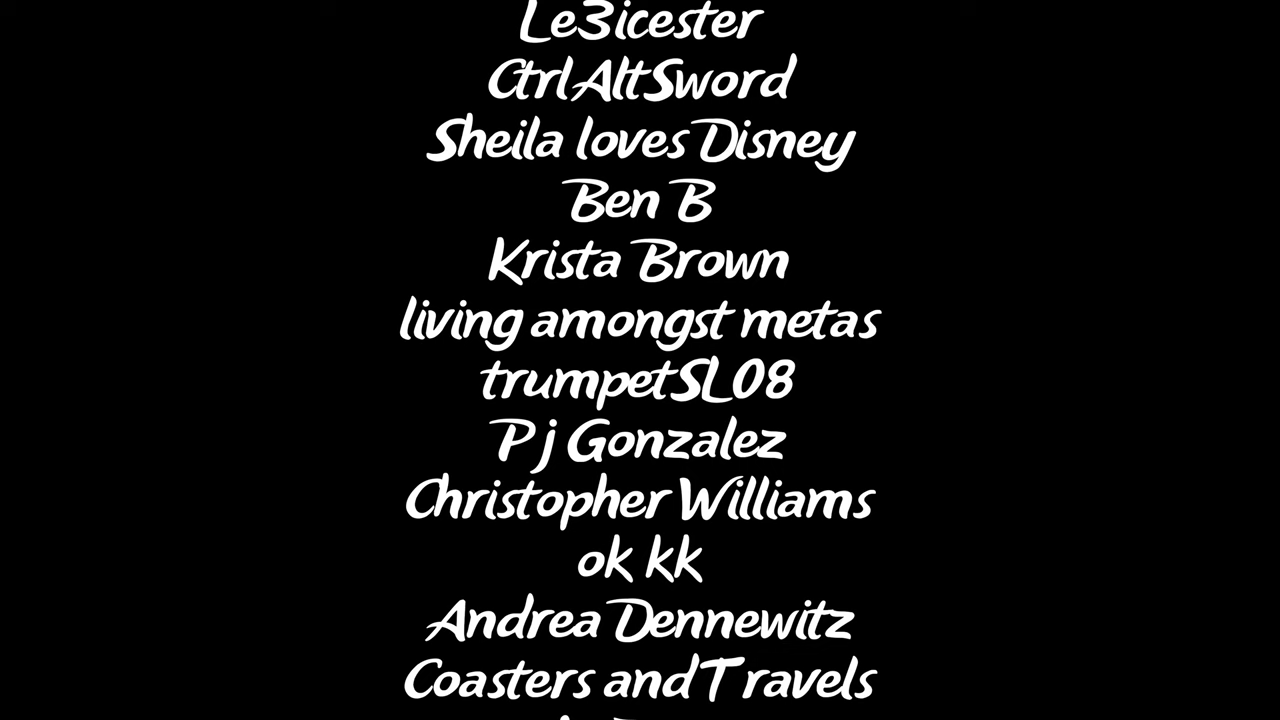 Le3icester
CtrlAltSword
Sheila loves Disney
Ben B
Krista Brown
living amongst metas
trumpetSL08
Pj Gonzalez
Christopher Williams
ok kk
Andrea Dennewitz
Coasters and Travels